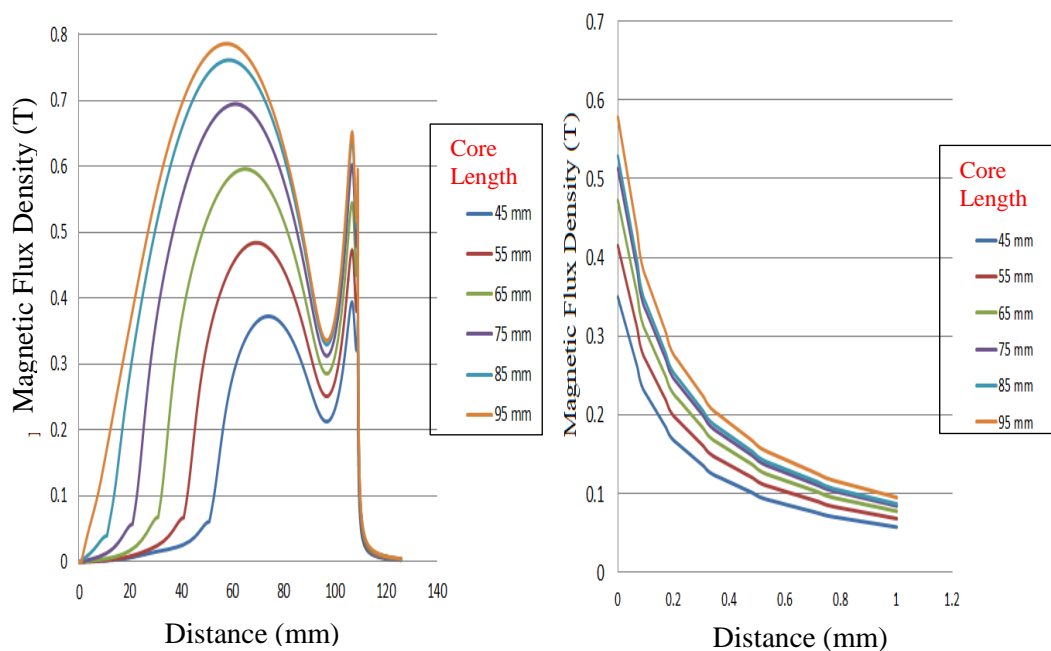 0.8
0.7
0.6
0.5
0.4
0.3
0.2
0.1
0
Magnetic Flux Density (T)
1
0 20 40 60 80 100 120 140
Distance (mm)
Core
Length
45 mm
55 mm
65 mm
75 mm
85 mm
95 mm
0.7
0.6
0.5
0.4
0.3
0.2
0.1
0
Magnetic Flux Density (T)
0 0.2 0.4 0.6 0.8 1 1.2
Distance (mm)
Core
Length
45 mm
55 mm
65 mm
75 mm
85 mm
95 mm